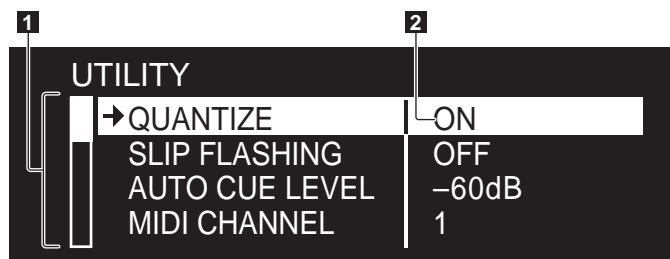 1 2
UTILITY
➔QUANTIZE ON
SLIP FLASHING OFF
AUTO CUE LEVEL –60dB
MIDI CHANNEL 1